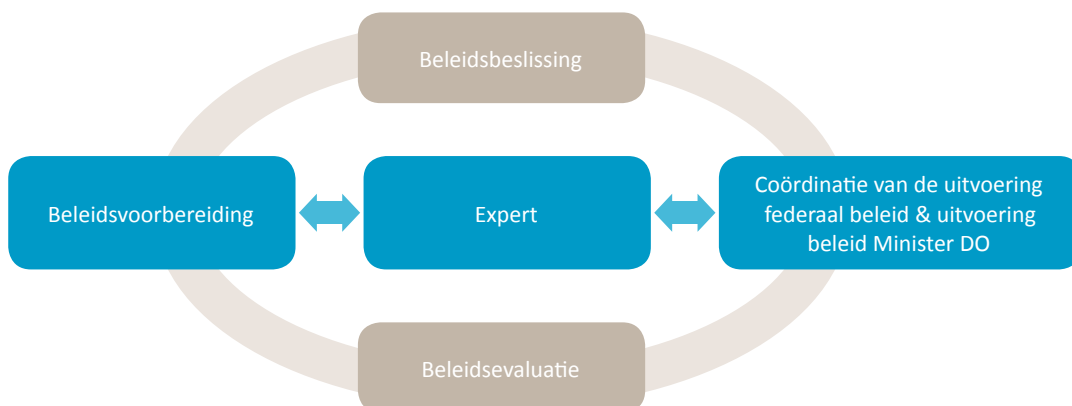 Beleidsbeslissing
Beleidsvoorbereiding
Expert
Coördinatie van de uitvoering
federaal beleid & uitvoering
beleid Minister DO
Beleidsevaluatie